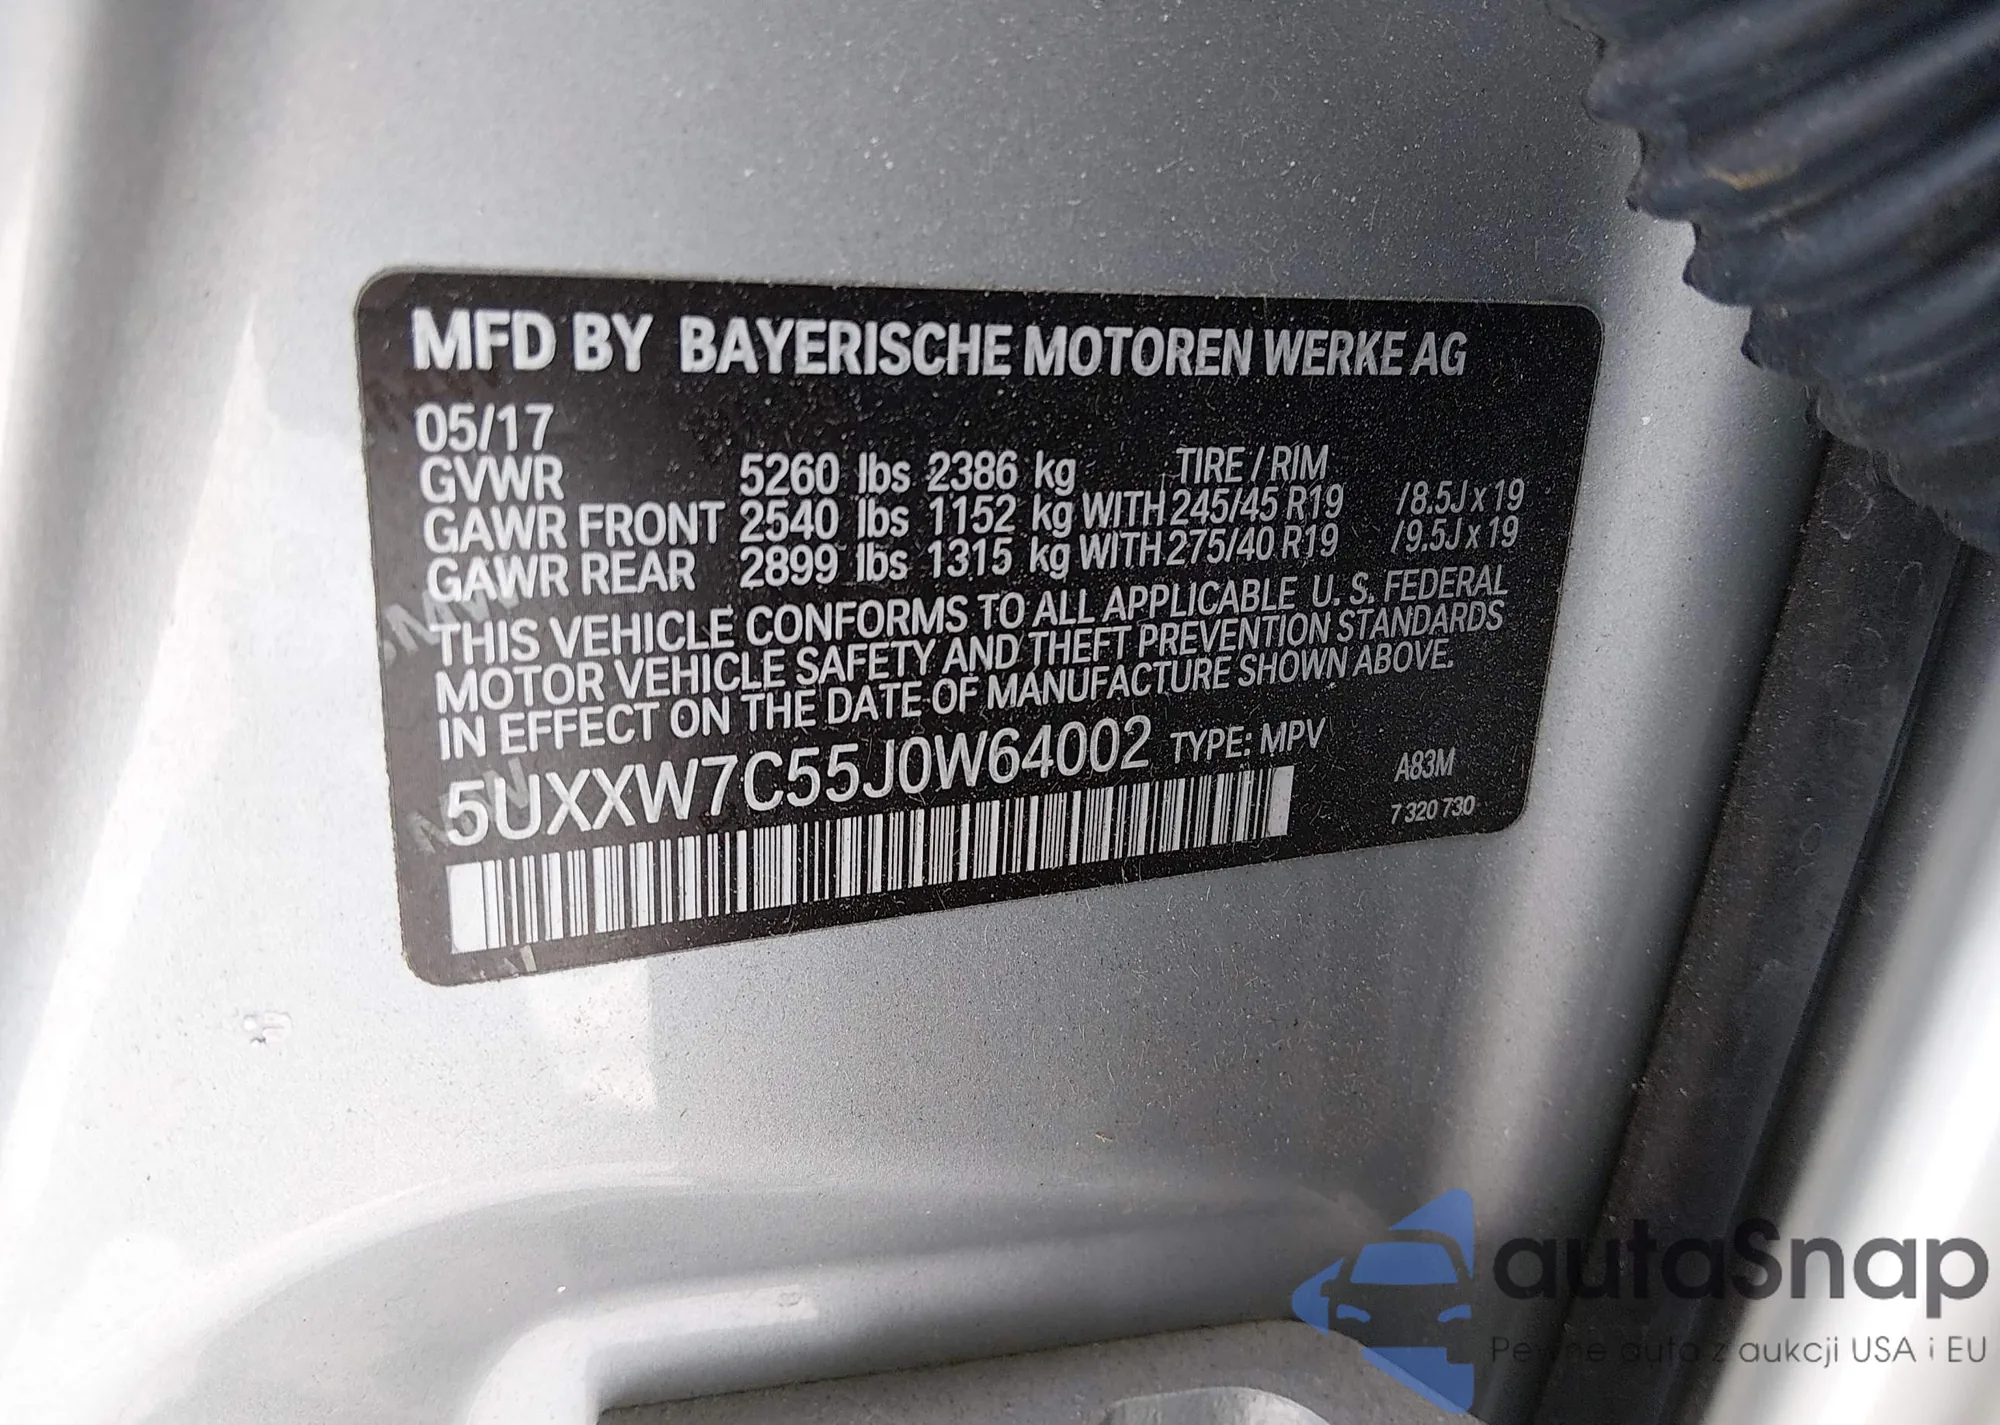 MFD BY BAYERISCHE MOTOREN WERKE AG
05/17
GVWR 5260 lbs 2386 kg TIRE / RIM
GAWR FRONT 2540 lbs 1152 kg WITH 245/45 R19 /8.5J x 19
GAWR REAR 2899 lbs 1315 kg WITH 275/40 R19 /9.5J x 19
THIS VEHICLE CONFORMS TO ALL APPLICABLE U. S. FEDERAL
MOTOR VEHICLE SAFETY AND THEFT PREVENTION STANDARDS
IN EFFECT ON THE DATE OF MANUFACTURE SHOWN ABOVE.
5UXXW7C55J0W64002 TYPE: MPV
A83M
7 320 730
autaSnap
Pewne auto z aukcji USA i EU